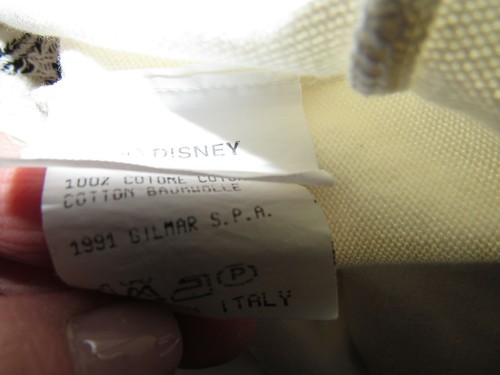 DISNEY
100% COTONE
COTTON BAUMWOLLE
1991 GILMAR S.P.A.
P
ITALY